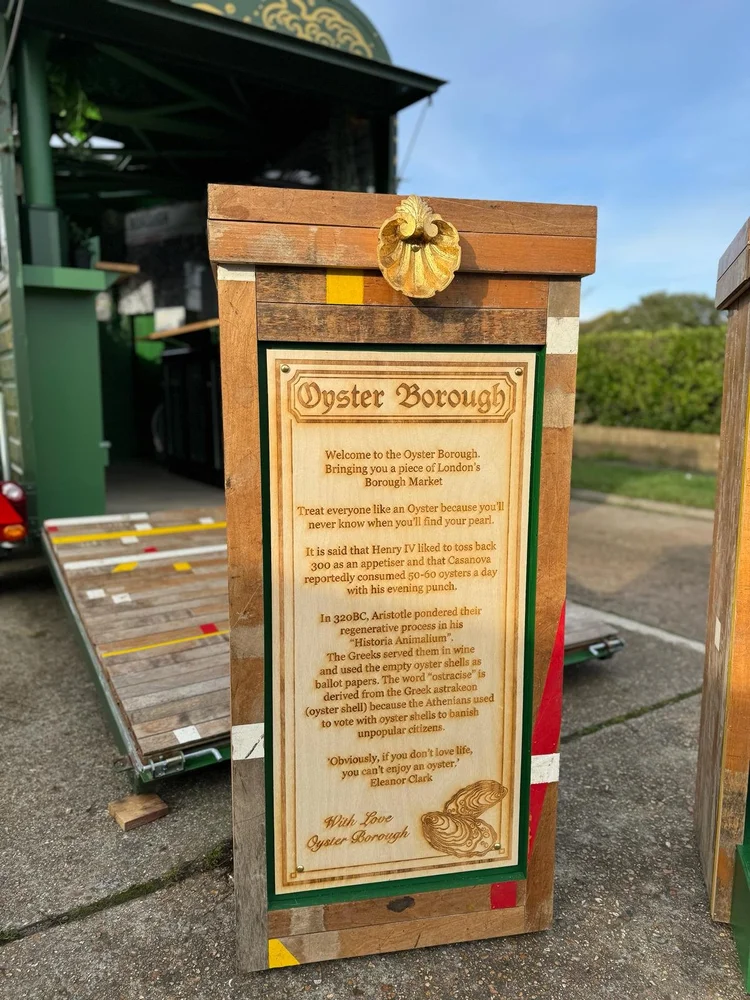 Oyster Borough
Welcome to the Oyster Borough.
Bringing you a piece of London's
Borough Market
Treat everyone like an Oyster because you'll
never know when you'll find your pearl.
It is said that Henry IV liked to toss back
300 as an appetiser and that Casanova
reportedly consumed 50-60 oysters a day
with his evening punch.
In 320BC, Aristotle pondered their
regenerative process in his
"Historia Animalium".
The Greeks served them in wine
and used the empty oyster shells as
ballot papers. The word "ostracise" is
derived from the Greek astrakeon
(oyster shell) because the Athenians used
to vote with oyster shells to banish
unpopular citizens.
'Obviously, if you don't love life,
you can't enjoy an oyster.'
Eleanor Clark
With Love
Oyster Borough